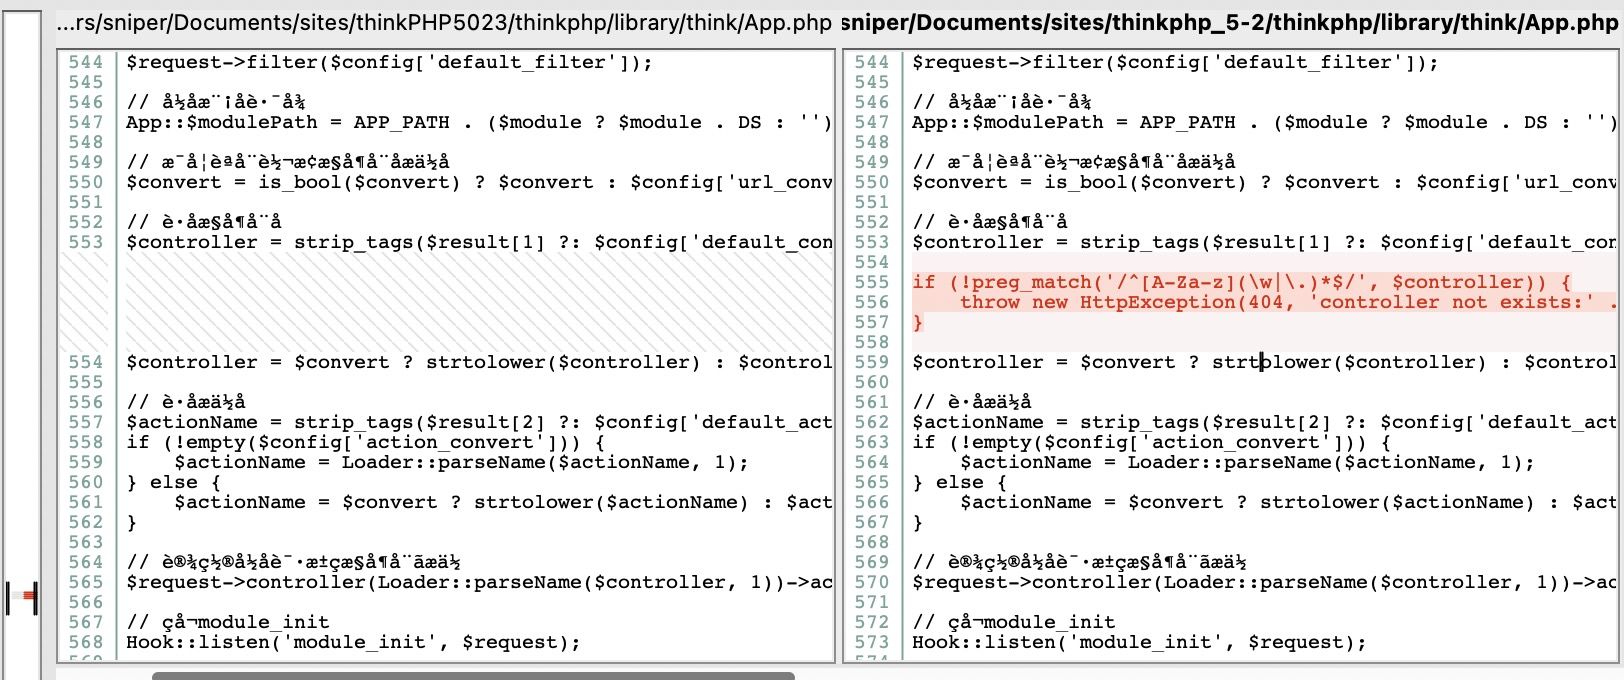 ...rs/sniper/Documents/sites/thinkPHP5023/thinkphp/library/think/App.php
544 $request->filter($config['default_filter']);
545
546 // å½åæ¨¡åè·¯å¾
547 App::$modulePath = APP_PATH . ($module ? $module . DS : '')
548
549 // æ¯å¦èªå¨è½¬æ¢æ§å¶å¨åæä½å
550 $convert = is_bool($convert) ? $convert : $config['url_conv
551
552 // è·åæ§å¶å¨å
553 $controller = strip_tags($result[1] ?: $config['default_con
554 $controller = $convert ? strtolower($controller) : $control
555
556 // è·åæä½å
557 $actionName = strip_tags($result[2] ?: $config['default_act
558 if (!empty($config['action_convert'])) {
559 $actionName = Loader::parseName($actionName, 1);
560 } else {
561 $actionName = $convert ? strtolower($actionName) : $act
562 }
563
564 // è®¾ç½®å½åè¯·æ±çæ§å¶å¨ãæä½
565 $request->controller(Loader::parseName($controller, 1))->ac
566
567 // çå¬module_init
568 Hook::listen('module_init', $request);
sniper/Documents/sites/thinkphp_5-2/thinkphp/library/think/App.php
544 $request->filter($config['default_filter']);
545
546 // å½åæ¨¡åè·¯å¾
547 App::$modulePath = APP_PATH . ($module ? $module . DS : '')
548
549 // æ¯å¦èªå¨è½¬æ¢æ§å¶å¨åæä½å
550 $convert = is_bool($convert) ? $convert : $config['url_conv
551
552 // è·åæ§å¶å¨å
553 $controller = strip_tags($result[1] ?: $config['default_con
554
555 if (!preg_match('/^[A-Za-z](\w|\.)*$/', $controller)) {
556 throw new HttpException(404, 'controller not exists:' .
557 }
558
559 $controller = $convert ? strtolower($controller) : $control
560
561 // è·åæä½å
562 $actionName = strip_tags($result[2] ?: $config['default_act
563 if (!empty($config['action_convert'])) {
564 $actionName = Loader::parseName($actionName, 1);
565 } else {
566 $actionName = $convert ? strtolower($actionName) : $act
567 }
568
569 // è®¾ç½®å½åè¯·æ±çæ§å¶å¨ãæä½
570 $request->controller(Loader::parseName($controller, 1))->ac
571
572 // çå¬module_init
573 Hook::listen('module_init', $request);